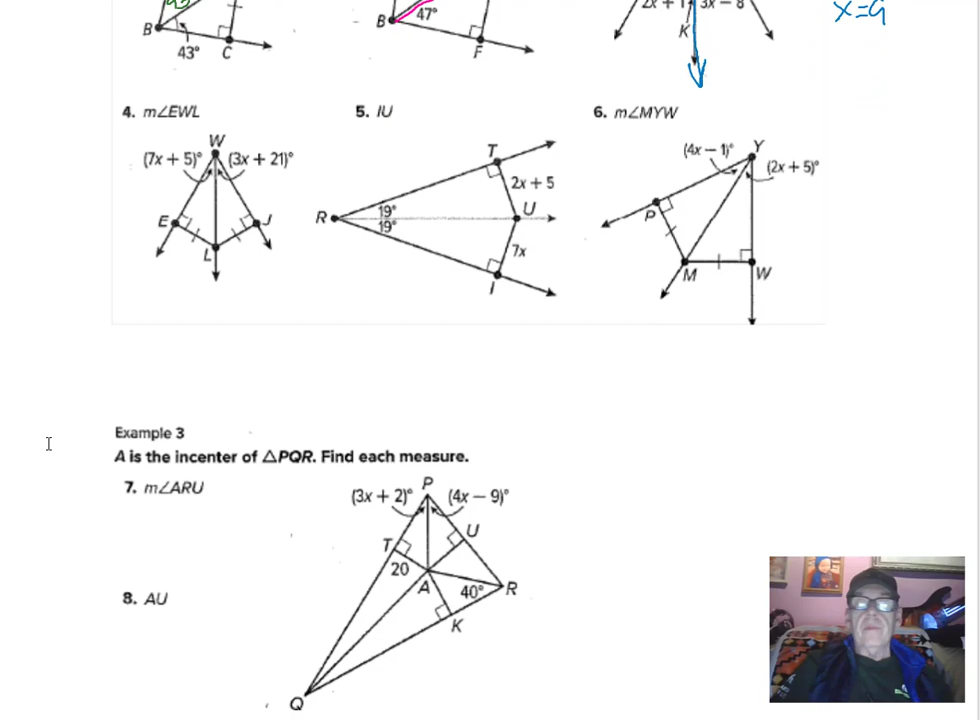 2x + 1 3x − 8
x=9
B 47°
K
B
43° C
F
4. m∠EWL
5. IU
6. m∠MYW
W
(7x + 5)° (3x + 21)°
E
J
L
T
2x + 5
R 19° U
19°
7x
I
(4x − 1)° Y
(2x + 5)°
P
M W
Example 3
A is the incenter of △PQR. Find each measure.
7. m∠ARU
8. AU
P
(3x + 2)° (4x − 9)°
T U
20
A 40° R
K
Q